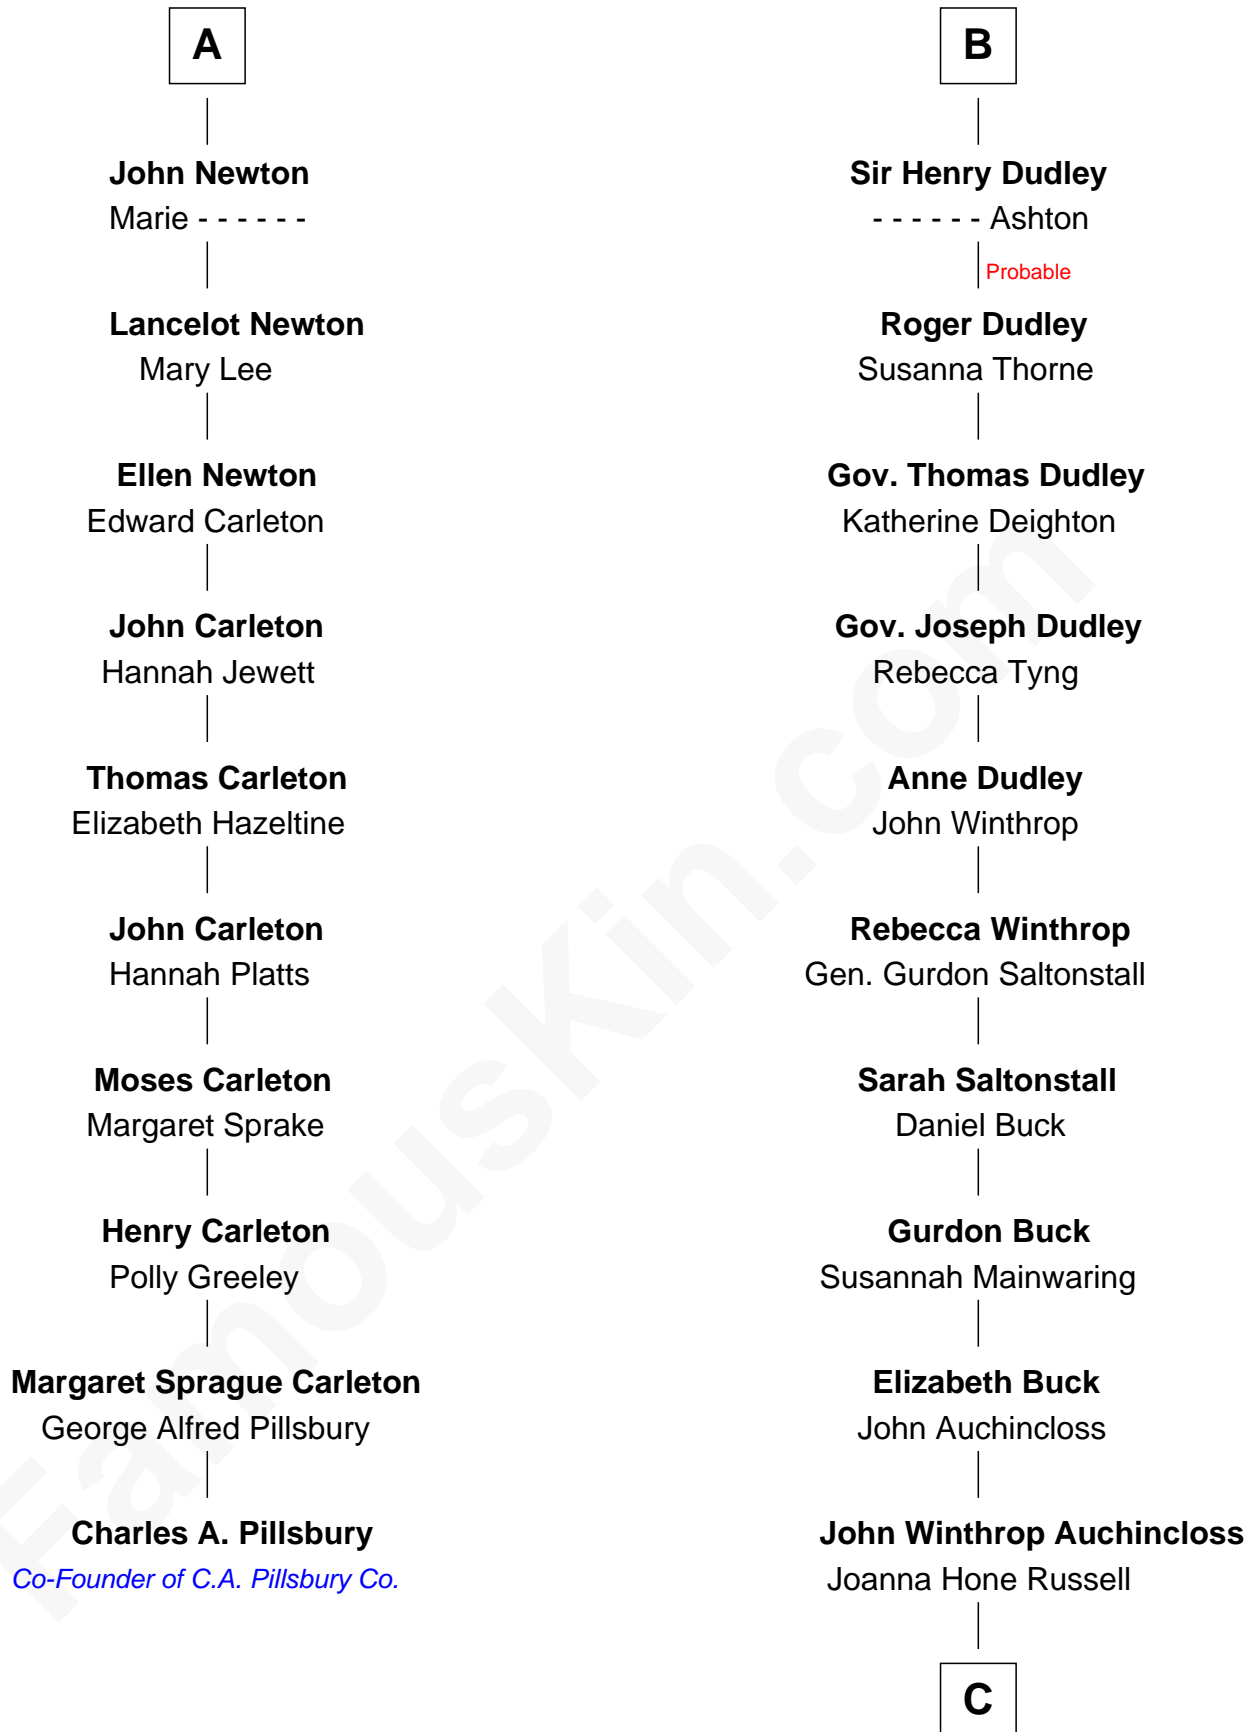 A
John Newton
Marie - - - - - -
Lancelot Newton
Mary Lee
Ellen Newton
Edward Carleton
John Carleton
Hannah Jewett
Thomas Carleton
Elizabeth Hazeltine
John Carleton
Hannah Platts
Moses Carleton
Margaret Sprake
Henry Carleton
Polly Greeley
Margaret Sprague Carleton
George Alfred Pillsbury
Charles A. Pillsbury
Co-Founder of C.A. Pillsbury Co.
B
Sir Henry Dudley
- - - - - - Ashton
Probable
Roger Dudley
Susanna Thorne
Gov. Thomas Dudley
Katherine Deighton
Gov. Joseph Dudley
Rebecca Tyng
Anne Dudley
John Winthrop
Rebecca Winthrop
Gen. Gurdon Saltonstall
Sarah Saltonstall
Daniel Buck
Gurdon Buck
Susannah Mainwaring
Elizabeth Buck
John Auchincloss
John Winthrop Auchincloss
Joanna Hone Russell
C
FamousKin.com